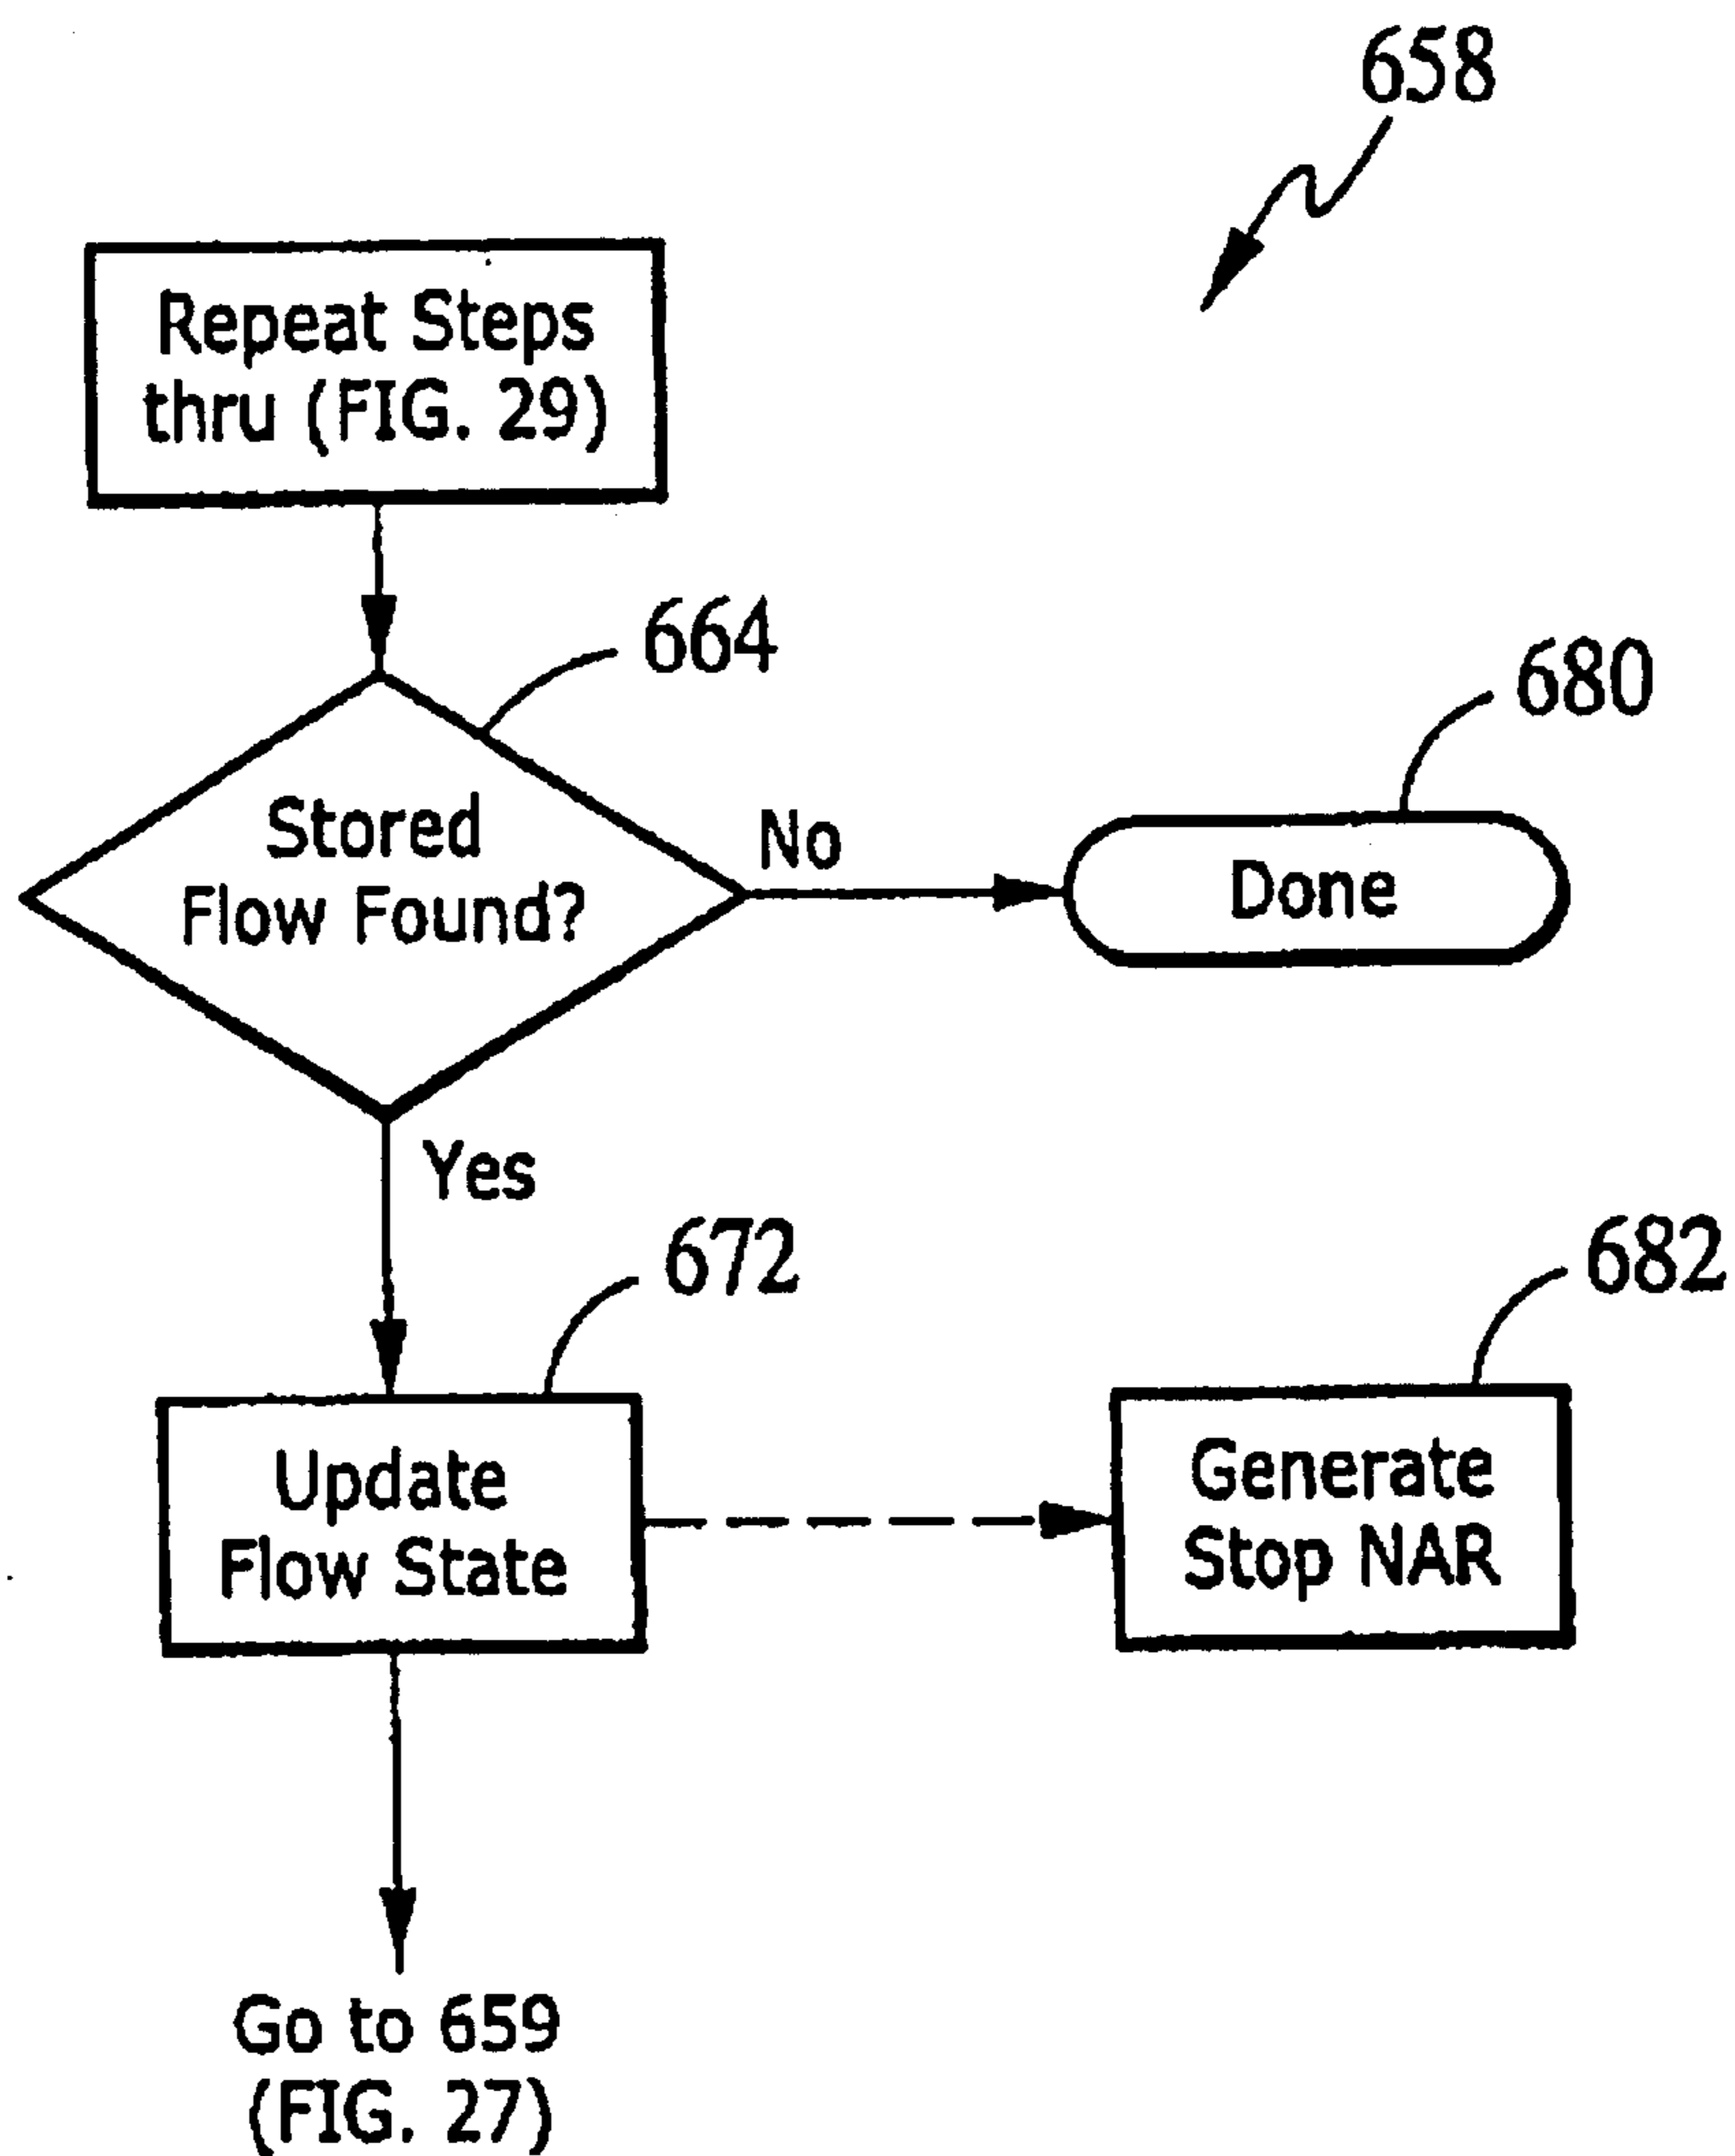 658
Repeat Steps
thru (FIG. 29)
664
680
Stored
Flow Found?
No
Done
Yes
672
682
Update
Flow State
Generate
Stop NAR
Go to 659
(FIG. 27)